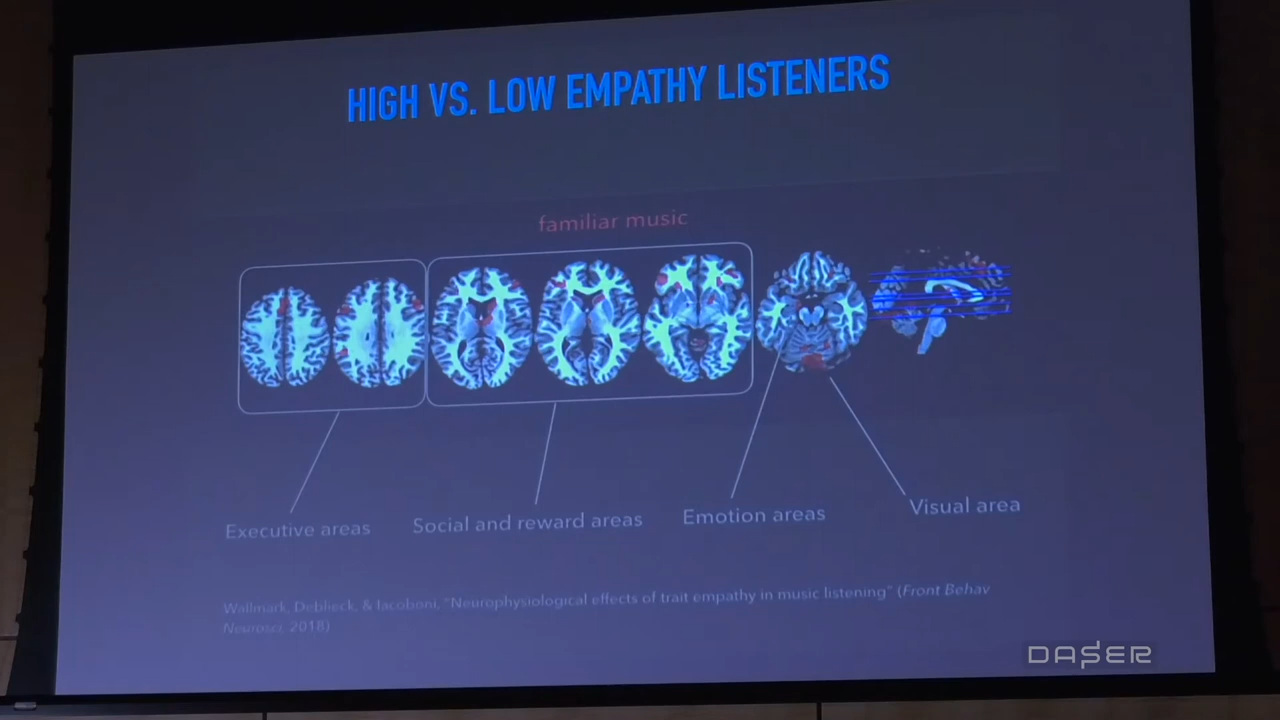 HIGH VS. LOW EMPATHY LISTENERS
familiar music
Executive areas
Social and reward areas
Emotion areas
Visual area
Wallmark, Deblieck, & Iacoboni, "Neurophysiological effects of trait empathy in music listening" (Front Behav
Neurosci, 2018)
DASER